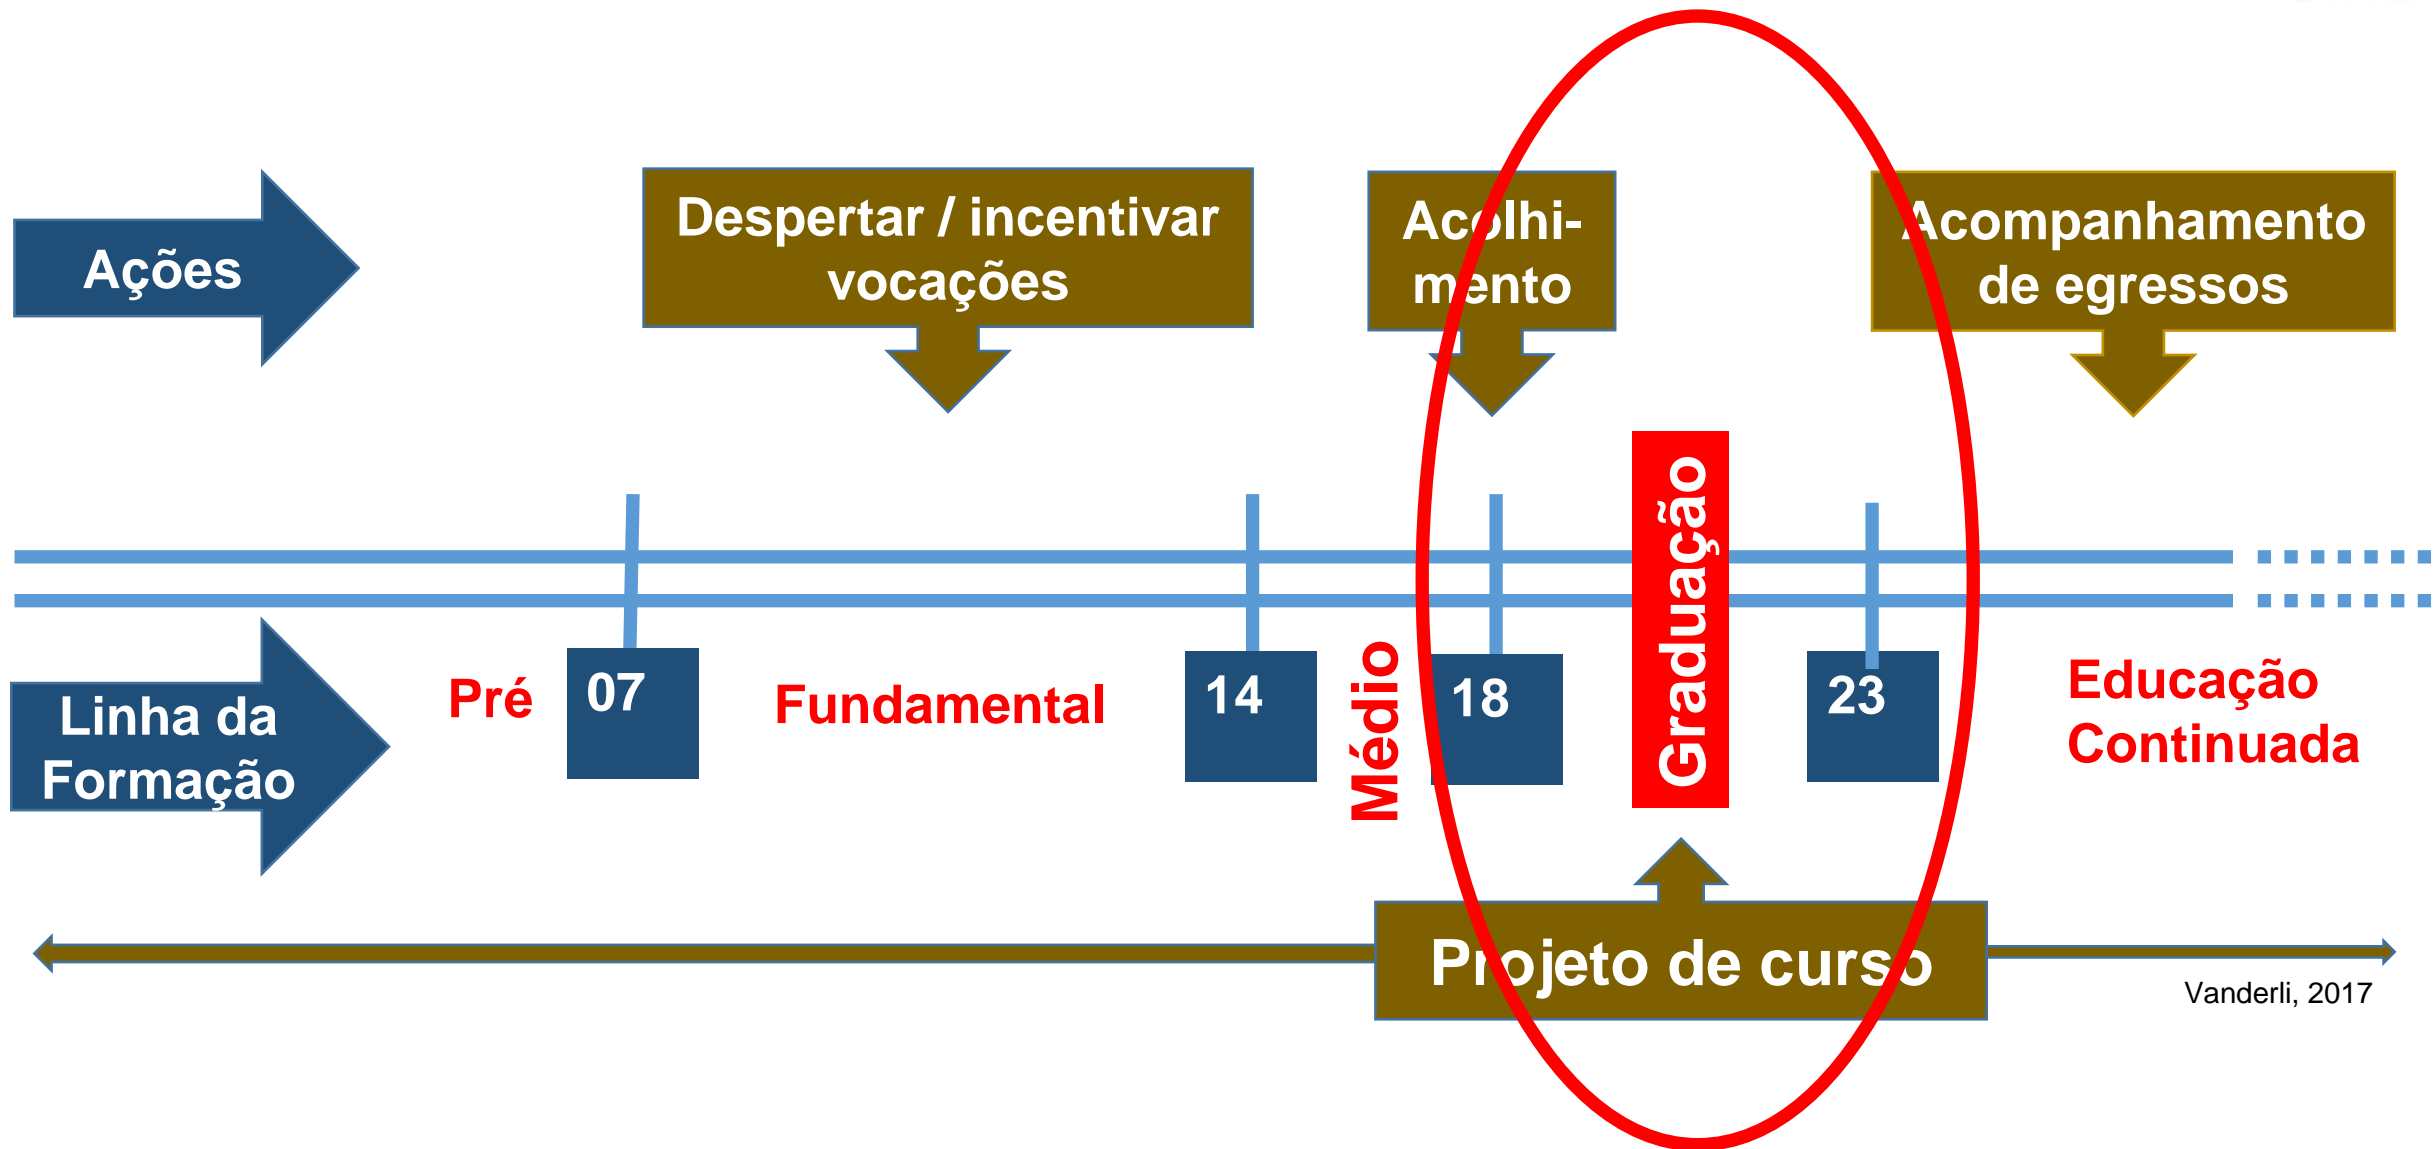 Ações
Despertar / incentivar
vocações
Acolhi-
mento
Acompanhamento
de egressos
Linha da
Formação
Pré
07
Fundamental
14
Médio
18
Graduação
23
Educação
Continuada
Projeto de curso
Vanderli, 2017